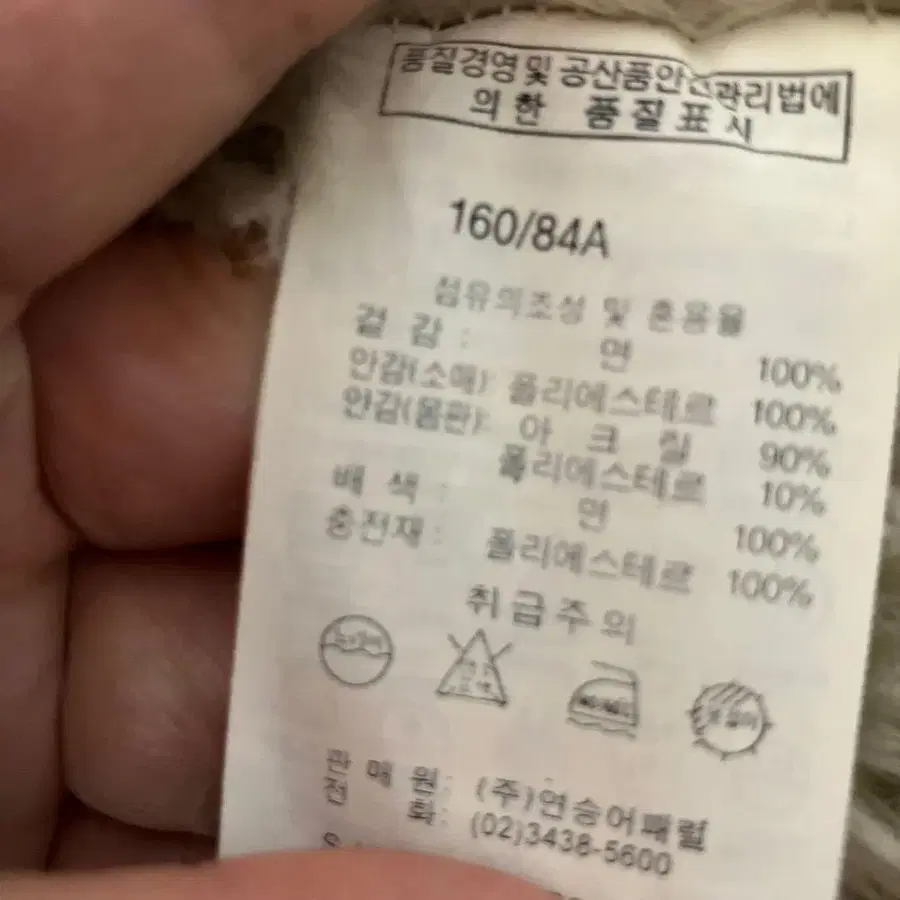 품질경영및 공산품안전관리법에
의 한 품 질 표 시
160/84A
섬유의조성 및 혼용율
겉 감 : 면 100%
안감(소매): 폴리에스테르 100%
안감(몸판): 아 크 릴 90%
폴리에스테르 10%
배 색 : 면 100%
충전재 : 폴리에스테르 100%
취 급 주 의
판 매 원: (주)연승어패럴
전 화: (02)3438-5600